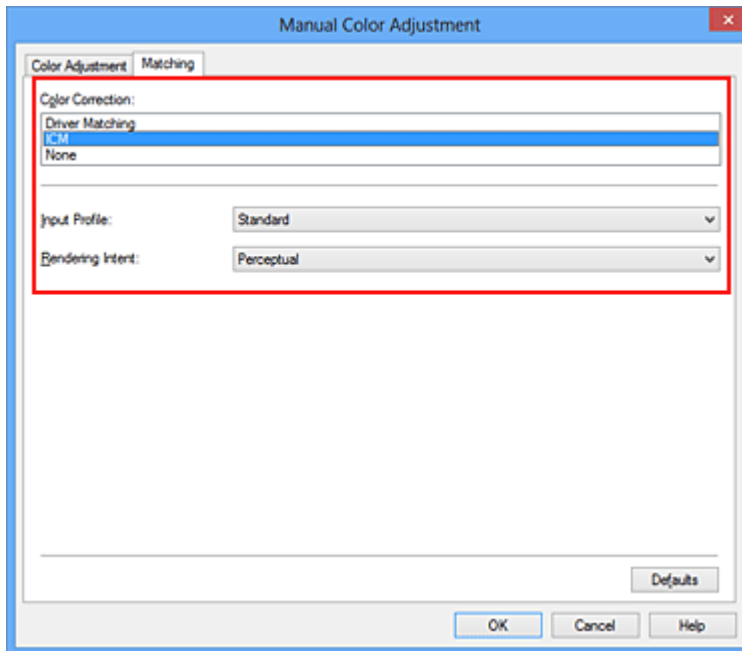 Manual Color Adjustment
Color Adjustment Matching
Color Correction:
Driver Matching
ICM
None
Input Profile: Standard
Rendering Intent: Perceptual
Defaults
OK Cancel Help